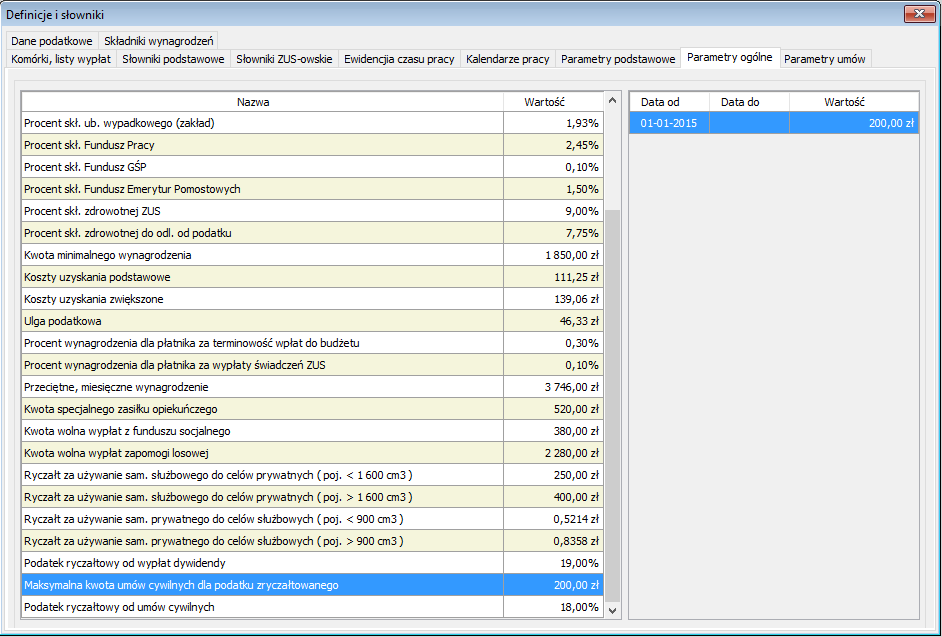 Definicje i słowniki
Dane podatkowe Składniki wynagrodzeń
Komórki, listy wypłat Słowniki podstawowe Słowniki ZUS-owskie Ewidencjia czasu pracy Kalendarze pracy Parametry podstawowe Parametry ogólne Parametry umów
Nazwa Wartość
Procent skł. ub. wypadkowego (zakład) 1,93%
Procent skł. Fundusz Pracy 2,45%
Procent skł. Fundusz GŚP 0,10%
Procent skł. Fundusz Emerytur Pomostowych 1,50%
Procent skł. zdrowotnej ZUS 9,00%
Procent skł. zdrowotnej do odl. od podatku 7,75%
Kwota minimalnego wynagrodzenia 1 850,00 zł
Koszty uzyskania podstawowe 111,25 zł
Koszty uzyskania zwiększone 139,06 zł
Ulga podatkowa 46,33 zł
Procent wynagrodzenia dla płatnika za terminowość wpłat do budżetu 0,30%
Procent wynagrodzenia dla płatnika za wypłaty świadczeń ZUS 0,10%
Przeciętne, miesięczne wynagrodzenie 3 746,00 zł
Kwota specjalnego zasiłku opiekuńczego 520,00 zł
Kwota wolna wypłat z funduszu socjalnego 380,00 zł
Kwota wolna wypłat zapomogi losowej 2 280,00 zł
Ryczałt za używanie sam. służbowego do celów prywatnych ( poj. < 1 600 cm3 ) 250,00 zł
Ryczałt za używanie sam. służbowego do celów prywatnych ( poj. > 1 600 cm3 ) 400,00 zł
Ryczałt za używanie sam. prywatnego do celów służbowych ( poj. < 900 cm3 ) 0,5214 zł
Ryczałt za używanie sam. prywatnego do celów służbowych ( poj. > 900 cm3 ) 0,8358 zł
Podatek ryczałtowy od wypłat dywidendy 19,00%
Maksymalna kwota umów cywilnych dla podatku zryczałtowanego 200,00 zł
Podatek ryczałtowy od umów cywilnych 18,00%
Data od Data do Wartość
01-01-2015 200,00 zł